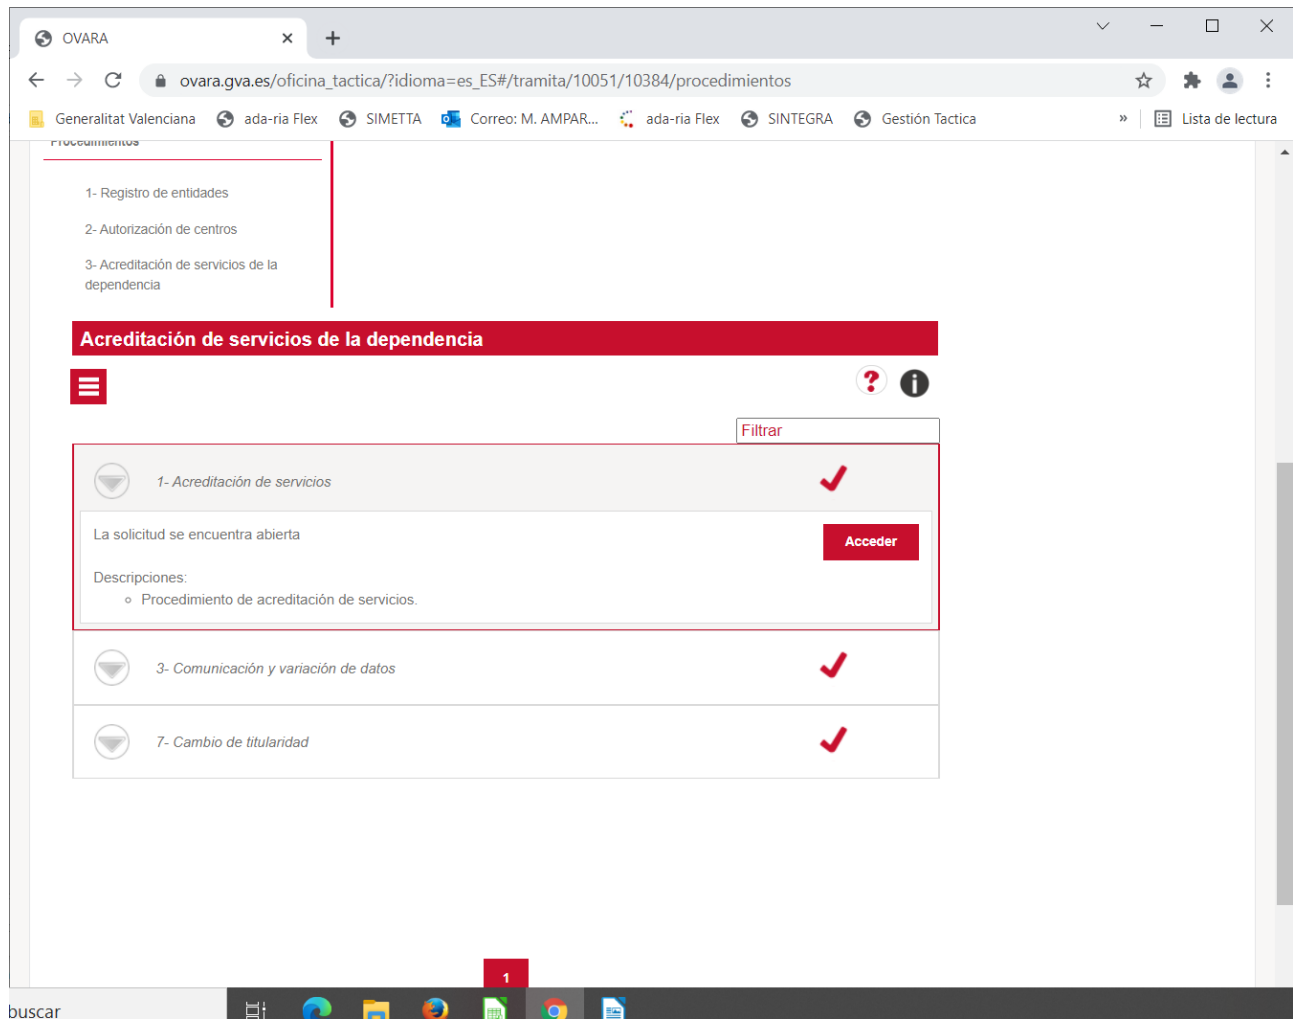 OVARA
ovara.gva.es/oficina_tactica/?idioma=es_ES#/tramita/10051/10384/procedimientos
Generalitat Valenciana ada-ria Flex SIMETTA Correo: M. AMPAR... ada-ria Flex SINTEGRA Gestión Tactica » Lista de lectura
Procedimientos
1- Registro de entidades
2- Autorización de centros
3- Acreditación de servicios de la
dependencia
Acreditación de servicios de la dependencia
? i
Filtrar
1- Acreditación de servicios
La solicitud se encuentra abierta
Acceder
Descripciones:
Procedimiento de acreditación de servicios.
3- Comunicación y variación de datos
7- Cambio de titularidad
1
buscar